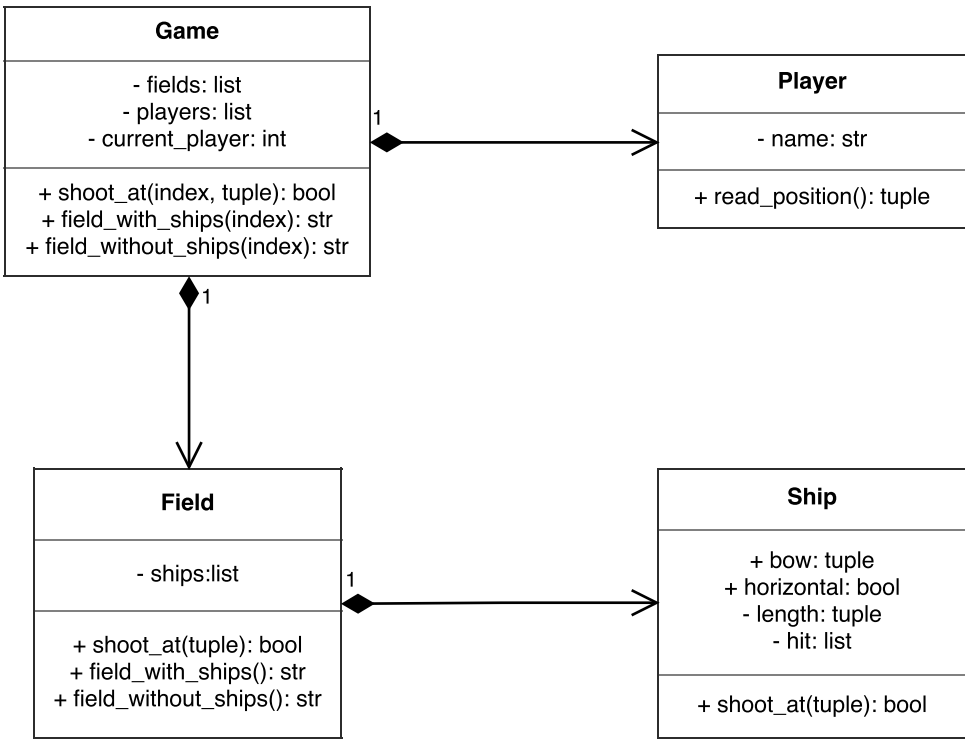 Game
- fields: list
- players: list
- current_player: int
+ shoot_at(index, tuple): bool
+ field_with_ships(index): str
+ field_without_ships(index): str
1
1
Player
- name: str
+ read_position(): tuple
Field
- ships:list
+ shoot_at(tuple): bool
+ field_with_ships(): str
+ field_without_ships(): str
1
Ship
+ bow: tuple
+ horizontal: bool
- length: tuple
- hit: list
+ shoot_at(tuple): bool